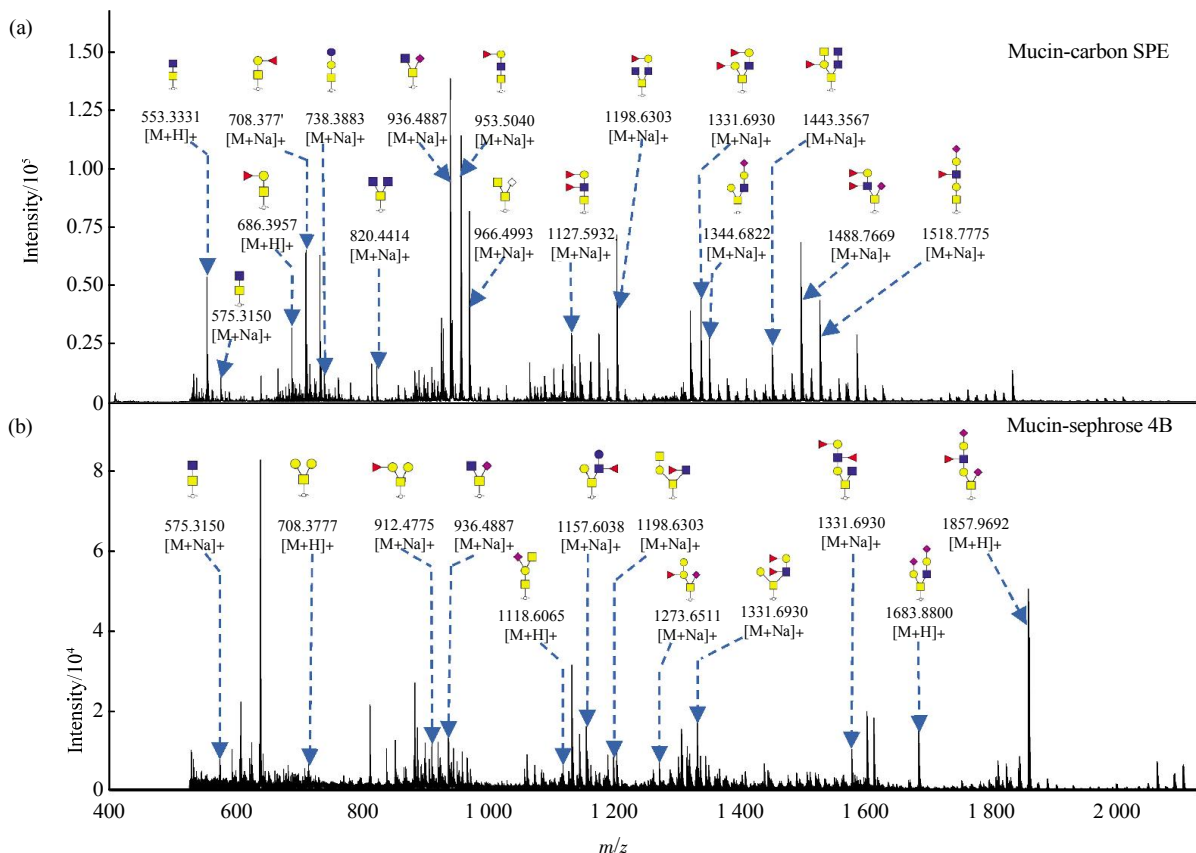 (a)
Mucin-carbon SPE
1.50
1.00
0.75
0.50
0.25
0
Intensity/10⁵
553.3331
[M+H]+
708.377'
[M+Na]+
738.3883
[M+Na]+
936.4887
[M+Na]+
953.5040
[M+Na]+
1198.6303
[M+Na]+
1331.6930
[M+Na]+
1443.3567
[M+Na]+
686.3957
[M+H]+
820.4414
[M+Na]+
966.4993
[M+Na]+
1127.5932
[M+Na]+
1344.6822
[M+Na]+
1488.7669
[M+Na]+
1518.7775
[M+Na]+
575.3150
[M+Na]+
(b)
Mucin-sephrose 4B
8
6
4
2
0
Intensity/10⁴
575.3150
[M+Na]+
708.3777
[M+H]+
912.4775
[M+Na]+
936.4887
[M+Na]+
1157.6038
[M+Na]+
1198.6303
[M+Na]+
1331.6930
[M+Na]+
1857.9692
[M+H]+
1118.6065
[M+H]+
1273.6511
[M+Na]+
1331.6930
[M+Na]+
1683.8800
[M+H]+
400 600 800 1 000 1 200 1 400 1 600 1 800 2 000 2 100
m/z